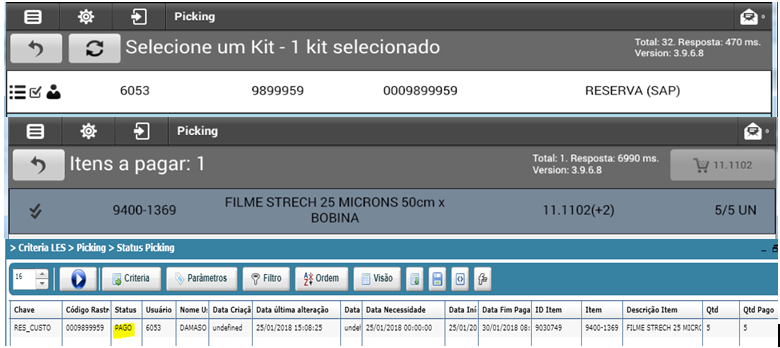 Picking
Selecione um Kit - 1 kit selecionado
Total: 32. Resposta: 470 ms.
Version: 3.9.6.8
6053 9899959 0009899959 RESERVA (SAP)
Picking
Itens a pagar: 1
Total: 1. Resposta: 6990 ms.
Version: 3.9.6.8
11.1102
9400-1369 FILME STRECH 25 MICRONS 50cm x
BOBINA
11.1102(+2) 5/5 UN
> Criteria LES > Picking > Status Picking
16 Criteria Parâmetros Filtro Ordem Visão
Chave Código Rastr Status Usuário Nome U: Data Criaçã Data última alteração Data Data Necessidade Data Iní Data Fim Paga ID Item Item Descrição Item Qtd Qtd Pago
RES_CUSTO 0009899959 PAGO 6053 DAMASO undefined 25/01/2018 15:08:25 undef 25/01/2018 00:00:00 25/01/20 30/01/2018 08: 9030749 9400-1369 FILME STRECH 25 MICR 5 5